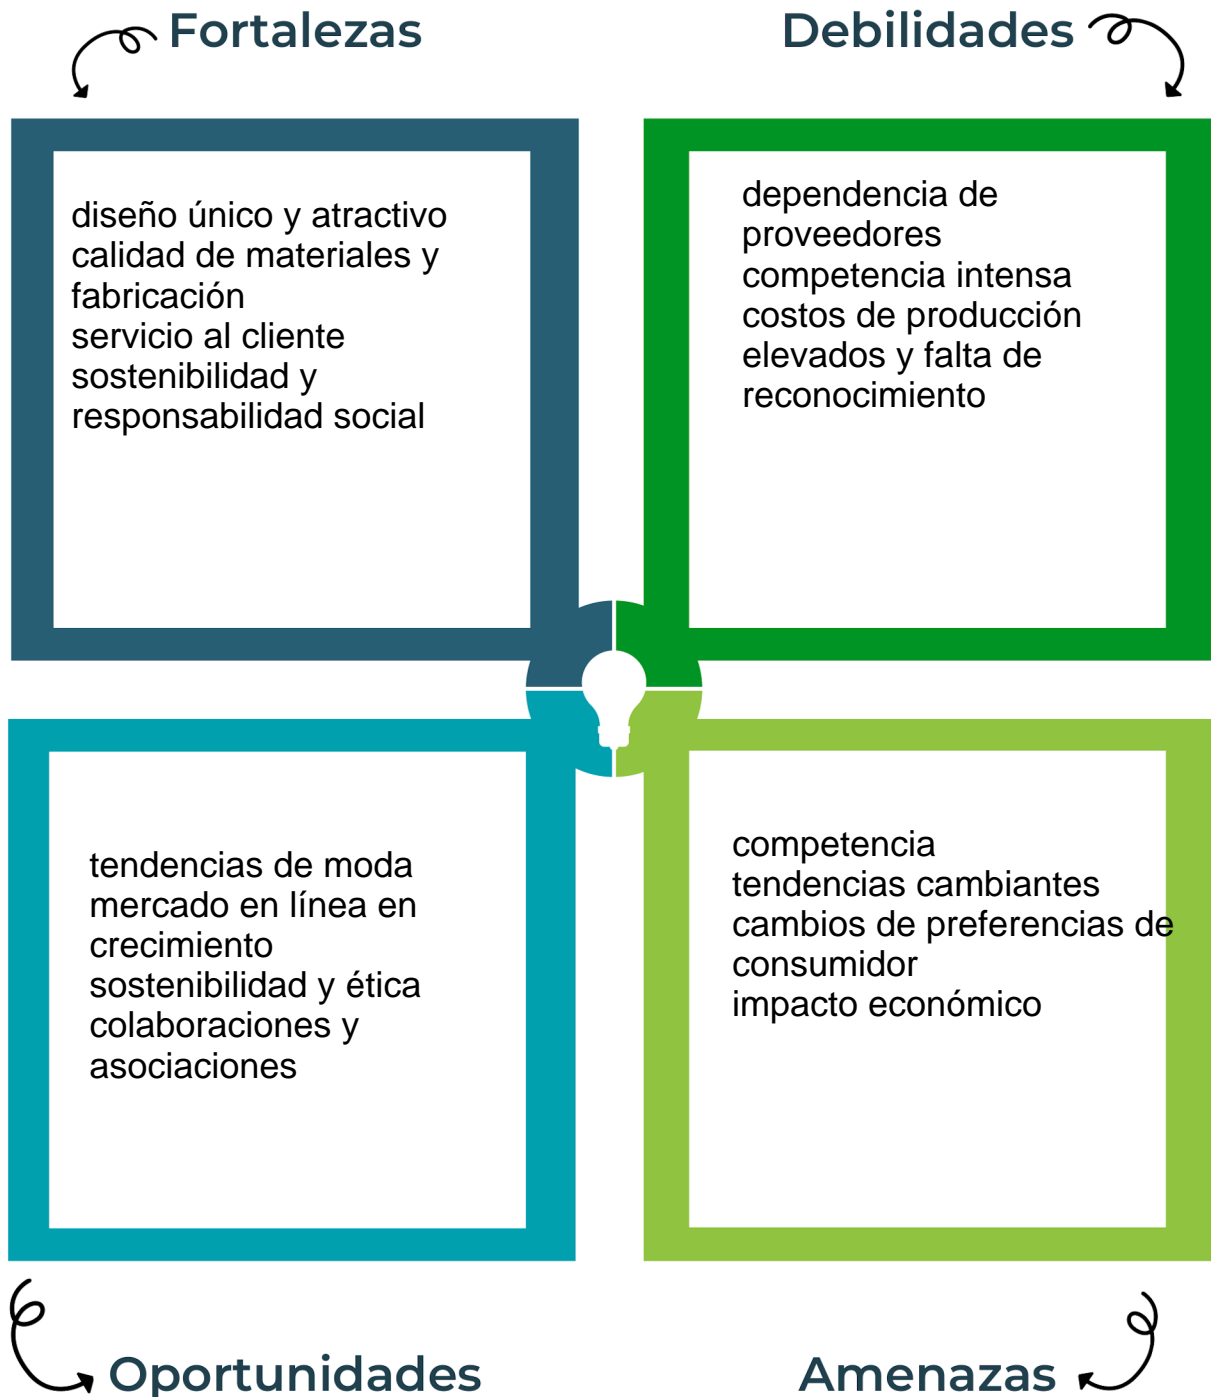 Fortalezas
diseño único y atractivo
calidad de materiales y
fabricación
servicio al cliente
sostenibilidad y
responsabilidad social
Debilidades
dependencia de
proveedores
competencia intensa
costos de producción
elevados y falta de
reconocimiento
tendencias de moda
mercado en línea en
crecimiento
sostenibilidad y ética
colaboraciones y
asociaciones
Oportunidades
competencia
tendencias cambiantes
cambios de preferencias de
consumidor
impacto económico
Amenazas